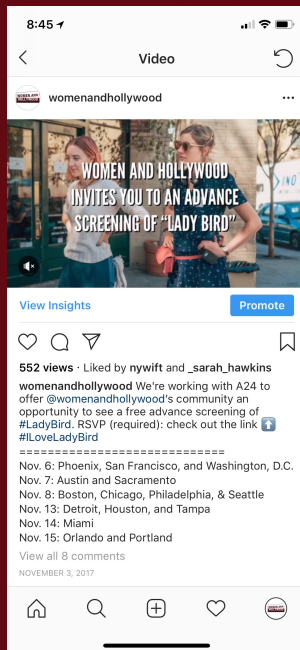 8:45
Video
womenandhollywood
WOMEN AND HOLLYWOOD
INVITES YOU TO AN ADVANCE
SCREENING OF "LADY BIRD"
View Insights
Promote
552 views · Liked by nywift and _sarah_hawkins
womenandhollywood We're working with A24 to
offer @womenandhollywood's community an
opportunity to see a free advance screening of
#LadyBird. RSVP (required): check out the link ⬆️
#ILoveLadyBird
=============================
Nov. 6: Phoenix, San Francisco, and Washington, D.C.
Nov. 7: Austin and Sacramento
Nov. 8: Boston, Chicago, Philadelphia, & Seattle
Nov. 13: Detroit, Houston, and Tampa
Nov. 14: Miami
Nov. 15: Orlando and Portland
View all 8 comments
NOVEMBER 3, 2017